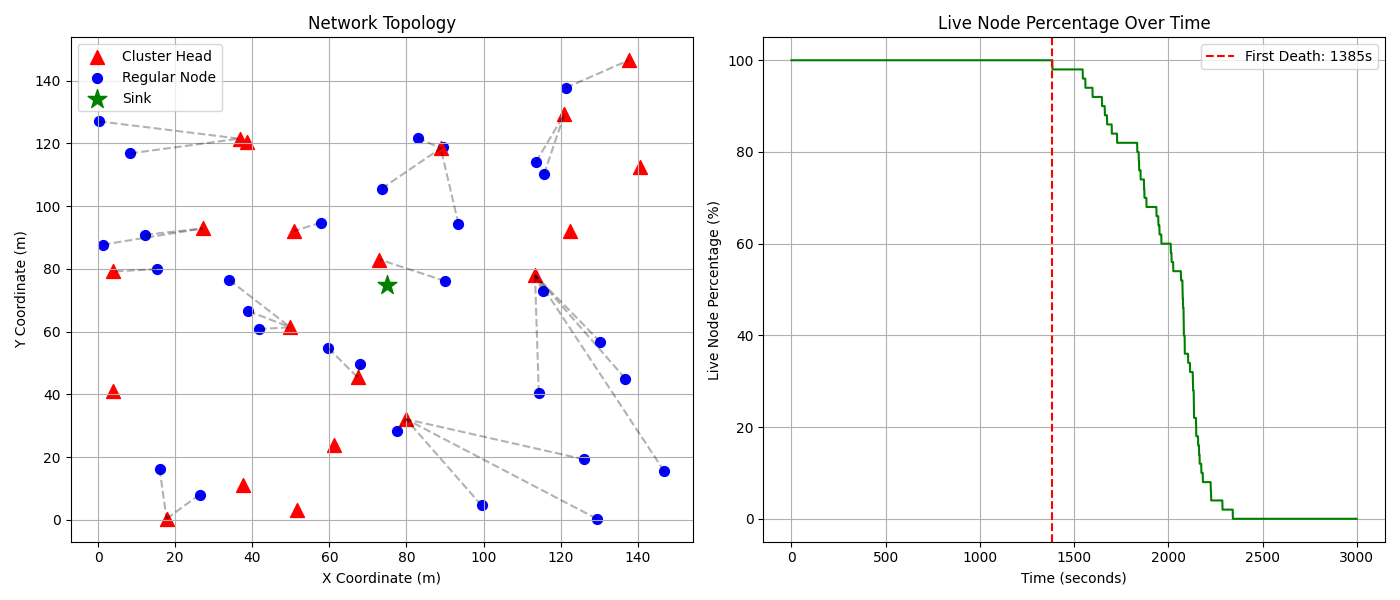 Network Topology
Cluster Head
Regular Node
Sink
Y Coordinate (m)
140
120
100
80
60
40
20
0
0 20 40 60 80 100 120 140
X Coordinate (m)
Live Node Percentage Over Time
First Death: 1385s
Live Node Percentage (%)
100
80
60
40
20
0
0 500 1000 1500 2000 2500 3000
Time (seconds)